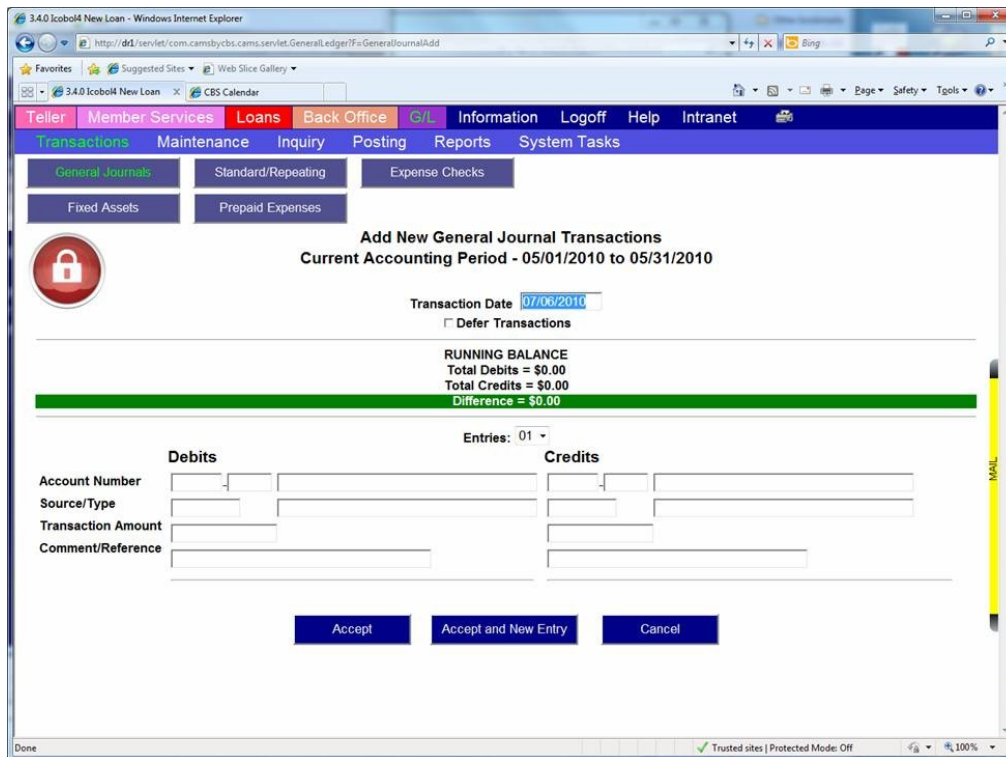 3.4.0 Icobol4 New Loan - Windows Internet Explorer
http://dr1/servlet/com.camsbycbs.cams.servlet.GeneralLedger?F=GeneralJournalAdd
Bing
Favorites Suggested Sites Web Slice Gallery
3.4.0 Icobol4 New Loan X CBS Calendar Page Safety Tools
Teller Member Services Loans Back Office G/L Information Logoff Help Intranet
Transactions Maintenance Inquiry Posting Reports System Tasks
General Journals Standard/Repeating Expense Checks
Fixed Assets Prepaid Expenses
Add New General Journal Transactions
Current Accounting Period - 05/01/2010 to 05/31/2010
Transaction Date 07/06/2010
Defer Transactions
RUNNING BALANCE
Total Debits = $0.00
Total Credits = $0.00
Difference = $0.00
Entries: 01
Debits Credits
Account Number - -
Source/Type
Transaction Amount
Comment/Reference
MAIL
Accept Accept and New Entry Cancel
Done Trusted sites | Protected Mode: Off 100%